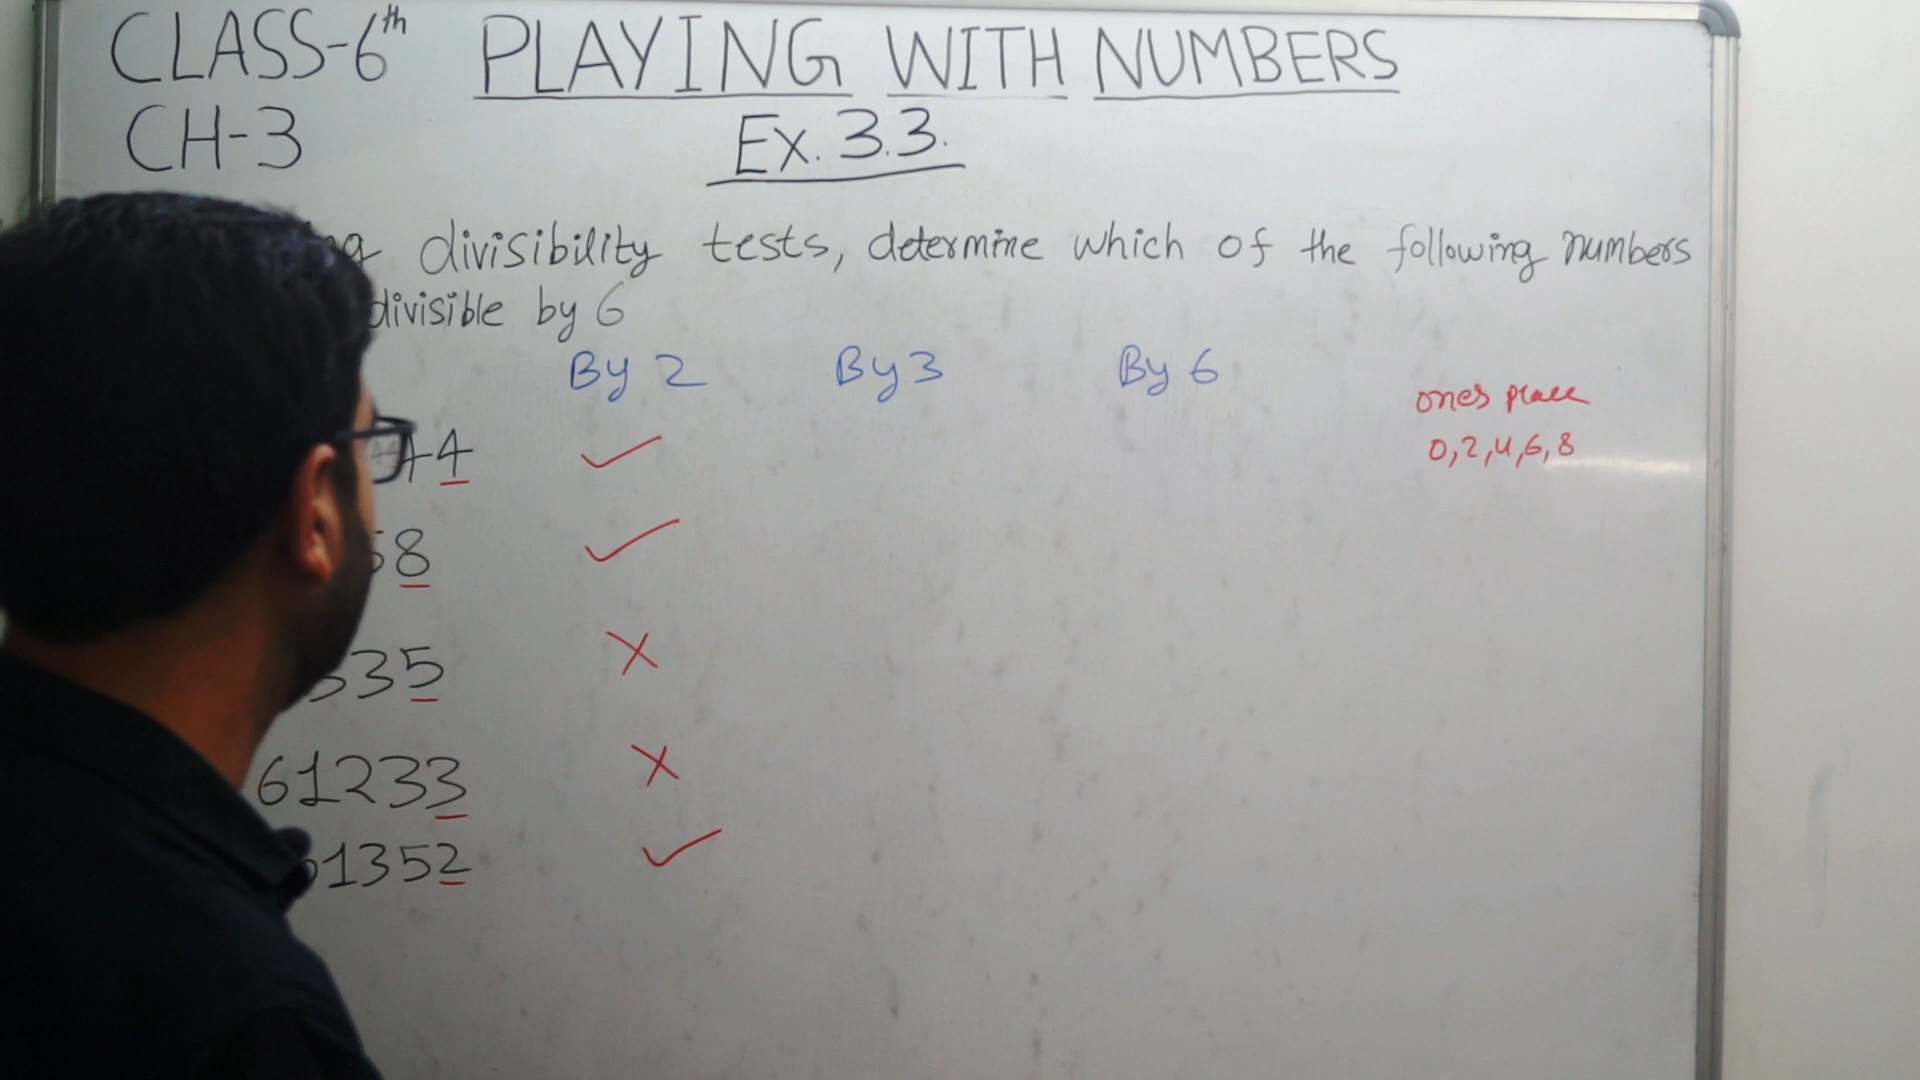 CLASS-6th PLAYING WITH NUMBERS
CH-3 Ex. 3.3.
divisibility tests, determine which of the following numbers
divisible by 6
By 2 By 3 By 6
ones place
4
0,2,4,6,8
8
335
61233
1352